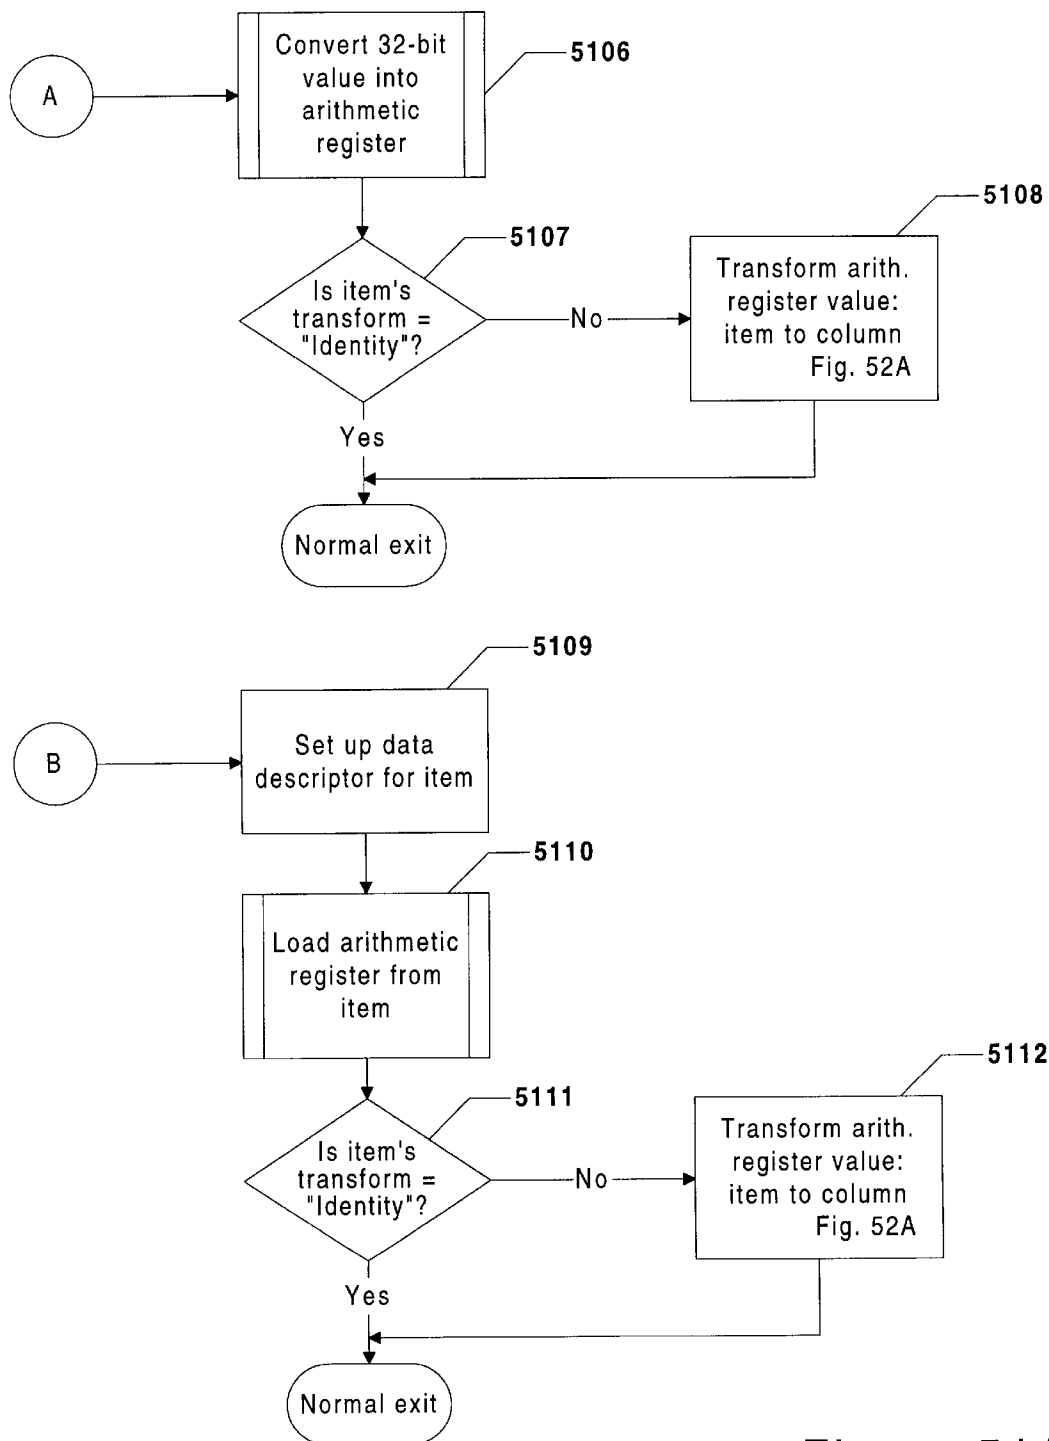 Convert 32-bit
value into
arithmetic
register
5106
A
5107
Is item's
transform =
"Identity"?
No
5108
Transform arith.
register value:
item to column
Fig. 52A
Yes
Normal exit
5109
B
Set up data
descriptor for item
5110
Load arithmetic
register from
item
5111
Is item's
transform =
"Identity"?
No
5112
Transform arith.
register value:
item to column
Fig. 52A
Yes
Normal exit